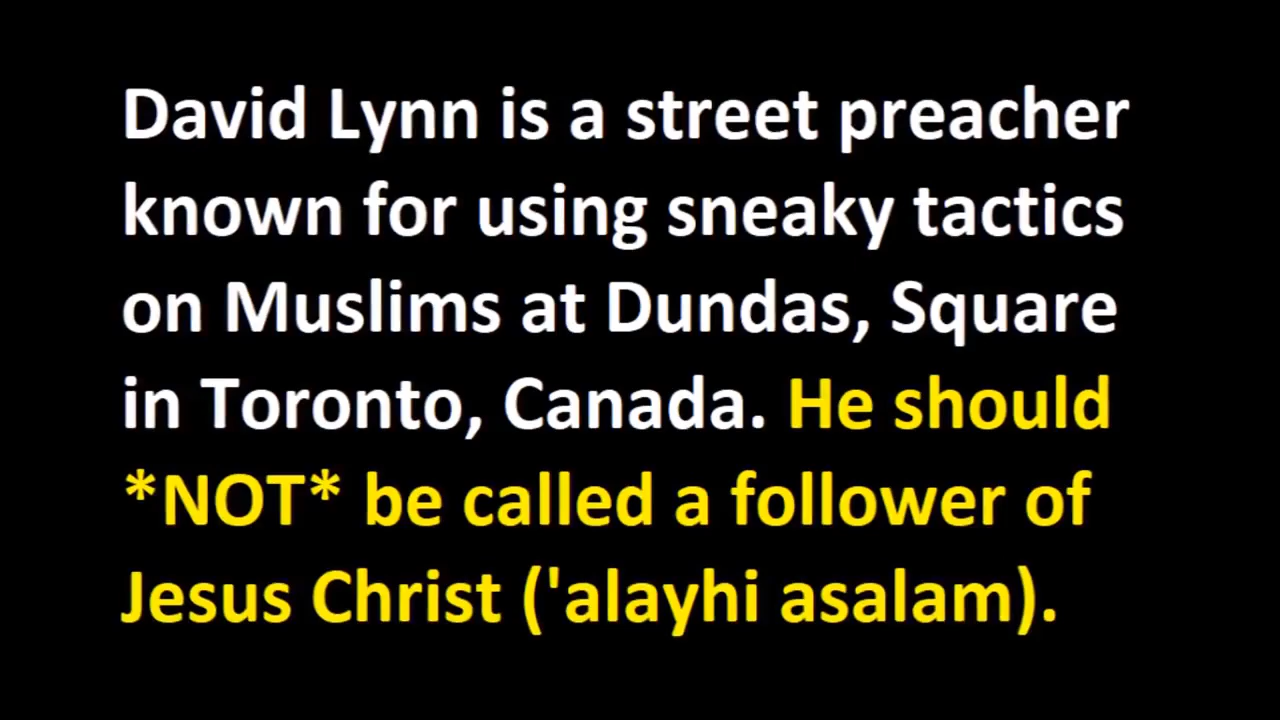 David Lynn is a street preacher
known for using sneaky tactics
on Muslims at Dundas, Square
in Toronto, Canada. He should
*NOT* be called a follower of
Jesus Christ ('alayhi asalam).